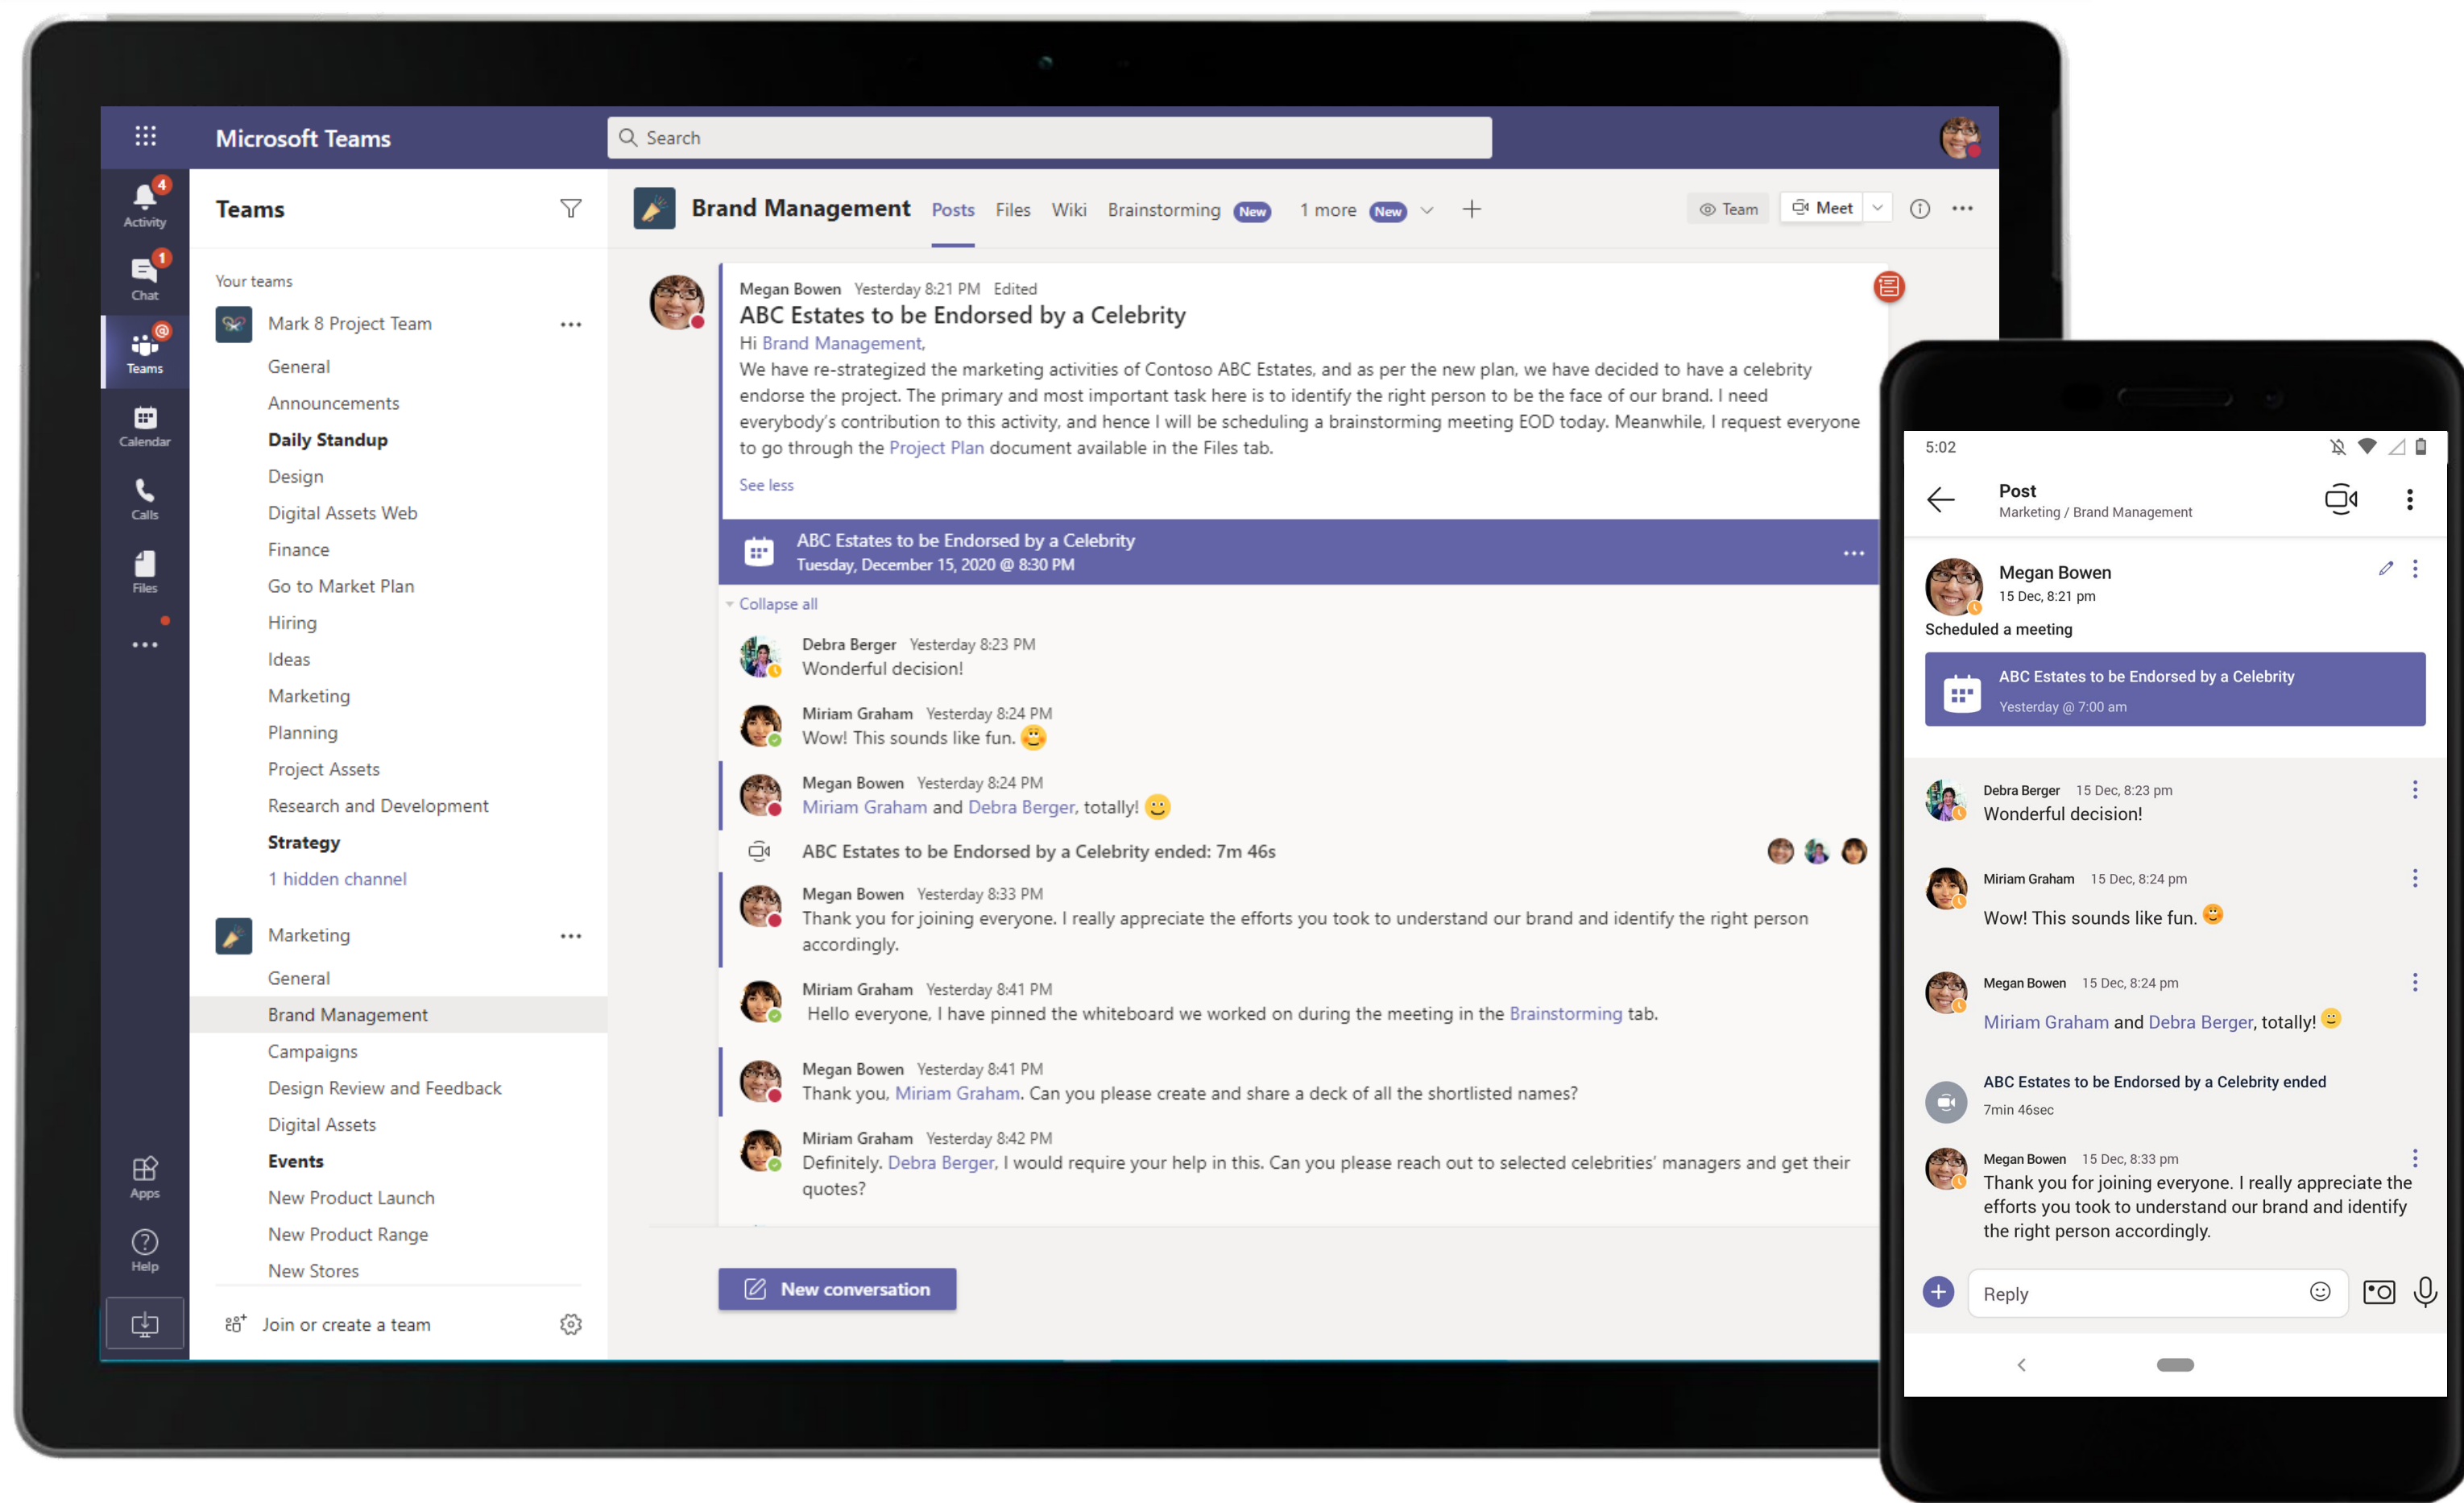 Microsoft Teams
Search
4
Activity
1
Chat
@
Teams
Calendar
Calls
Files
Apps
Help
Teams
Your teams
Mark 8 Project Team
General
Announcements
Daily Standup
Design
Digital Assets Web
Finance
Go to Market Plan
Hiring
Ideas
Marketing
Planning
Project Assets
Research and Development
Strategy
1 hidden channel
Marketing
General
Brand Management
Campaigns
Design Review and Feedback
Digital Assets
Events
New Product Launch
New Product Range
New Stores
Join or create a team
Brand Management Posts Files Wiki Brainstorming New 1 more New
Team Meet
Megan Bowen Yesterday 8:21 PM Edited
ABC Estates to be Endorsed by a Celebrity
Hi Brand Management,
We have re-strategized the marketing activities of Contoso ABC Estates, and as per the new plan, we have decided to have a celebrity
endorse the project. The primary and most important task here is to identify the right person to be the face of our brand. I need
everybody's contribution to this activity, and hence I will be scheduling a brainstorming meeting EOD today. Meanwhile, I request everyone
to go through the Project Plan document available in the Files tab.
See less
ABC Estates to be Endorsed by a Celebrity
Tuesday, December 15, 2020 @ 8:30 PM
Collapse all
Debra Berger Yesterday 8:23 PM
Wonderful decision!
Miriam Graham Yesterday 8:24 PM
Wow! This sounds like fun.
Megan Bowen Yesterday 8:24 PM
Miriam Graham and Debra Berger, totally!
ABC Estates to be Endorsed by a Celebrity ended: 7m 46s
Megan Bowen Yesterday 8:33 PM
Thank you for joining everyone. I really appreciate the efforts you took to understand our brand and identify the right person
accordingly.
Miriam Graham Yesterday 8:41 PM
Hello everyone, I have pinned the whiteboard we worked on during the meeting in the Brainstorming tab.
Megan Bowen Yesterday 8:41 PM
Thank you, Miriam Graham. Can you please create and share a deck of all the shortlisted names?
Miriam Graham Yesterday 8:42 PM
Definitely. Debra Berger, I would require your help in this. Can you please reach out to selected celebrities' managers and get their
quotes?
New conversation
5:02
Post
Marketing / Brand Management
Megan Bowen
15 Dec, 8:21 pm
Scheduled a meeting
ABC Estates to be Endorsed by a Celebrity
Yesterday @ 7:00 am
Debra Berger 15 Dec, 8:23 pm
Wonderful decision!
Miriam Graham 15 Dec, 8:24 pm
Wow! This sounds like fun.
Megan Bowen 15 Dec, 8:24 pm
Miriam Graham and Debra Berger, totally!
ABC Estates to be Endorsed by a Celebrity ended
7min 46sec
Megan Bowen 15 Dec, 8:33 pm
Thank you for joining everyone. I really appreciate the
efforts you took to understand our brand and identify
the right person accordingly.
Reply